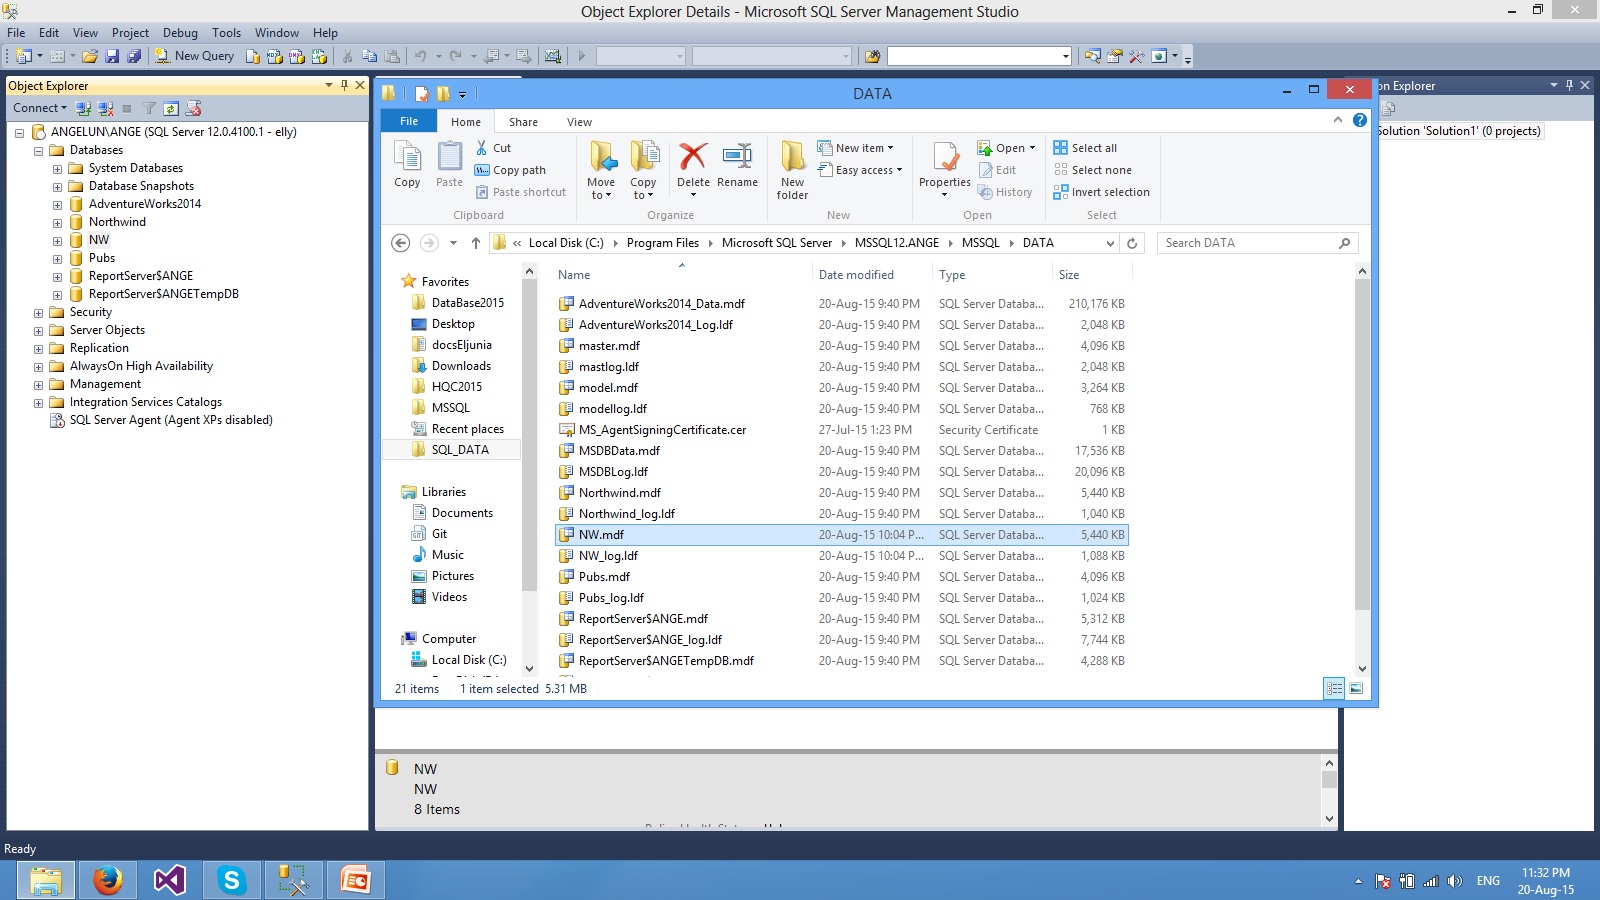 Object Explorer Details - Microsoft SQL Server Management Studio
File Edit View Project Debug Tools Window Help
New Query
Object Explorer
Connect
ANGELUN\ANGE (SQL Server 12.0.4100.1 - elly)
Databases
System Databases
Database Snapshots
AdventureWorks2014
Northwind
NW
Pubs
ReportServer$ANGE
ReportServer$ANGETempDB
Security
Server Objects
Replication
AlwaysOn High Availability
Management
Integration Services Catalogs
SQL Server Agent (Agent XPs disabled)
DATA
File Home Share View
Copy
Paste
Cut
Copy path
Paste shortcut
Clipboard
Move to
Copy to
Delete
Rename
Organize
New folder
New item
Easy access
New
Properties
Open
Edit
History
Open
Select all
Select none
Invert selection
Select
« Local Disk (C:) Program Files Microsoft SQL Server MSSQL12.ANGE MSSQL DATA
Search DATA
Favorites
DataBase2015
Desktop
docsEljunia
Downloads
HQC2015
MSSQL
Recent places
SQL_DATA
Libraries
Documents
Git
Music
Pictures
Videos
Computer
Local Disk (C:)
Name Date modified Type Size
AdventureWorks2014_Data.mdf 20-Aug-15 9:40 PM SQL Server Databa... 210,176 KB
AdventureWorks2014_Log.ldf 20-Aug-15 9:40 PM SQL Server Databa... 2,048 KB
master.mdf 20-Aug-15 9:40 PM SQL Server Databa... 4,096 KB
mastlog.ldf 20-Aug-15 9:40 PM SQL Server Databa... 2,048 KB
model.mdf 20-Aug-15 9:40 PM SQL Server Databa... 3,264 KB
modellog.ldf 20-Aug-15 9:40 PM SQL Server Databa... 768 KB
MS_AgentSigningCertificate.cer 27-Jul-15 1:23 PM Security Certificate 1 KB
MSDBData.mdf 20-Aug-15 9:40 PM SQL Server Databa... 17,536 KB
MSDBLog.ldf 20-Aug-15 9:40 PM SQL Server Databa... 20,096 KB
Northwind.mdf 20-Aug-15 9:40 PM SQL Server Databa... 5,440 KB
Northwind_log.ldf 20-Aug-15 9:40 PM SQL Server Databa... 1,040 KB
NW.mdf 20-Aug-15 10:04 P... SQL Server Databa... 5,440 KB
NW_log.ldf 20-Aug-15 10:04 P... SQL Server Databa... 1,088 KB
Pubs.mdf 20-Aug-15 9:40 PM SQL Server Databa... 4,096 KB
Pubs_log.ldf 20-Aug-15 9:40 PM SQL Server Databa... 1,024 KB
ReportServer$ANGE.mdf 20-Aug-15 9:40 PM SQL Server Databa... 5,312 KB
ReportServer$ANGE_log.ldf 20-Aug-15 9:40 PM SQL Server Databa... 7,744 KB
ReportServer$ANGETempDB.mdf 20-Aug-15 9:40 PM SQL Server Databa... 4,288 KB
21 items 1 item selected 5.31 MB
on Explorer
Solution 'Solution1' (0 projects)
NW
NW
8 Items
Ready
ENG
11:32 PM
20-Aug-15